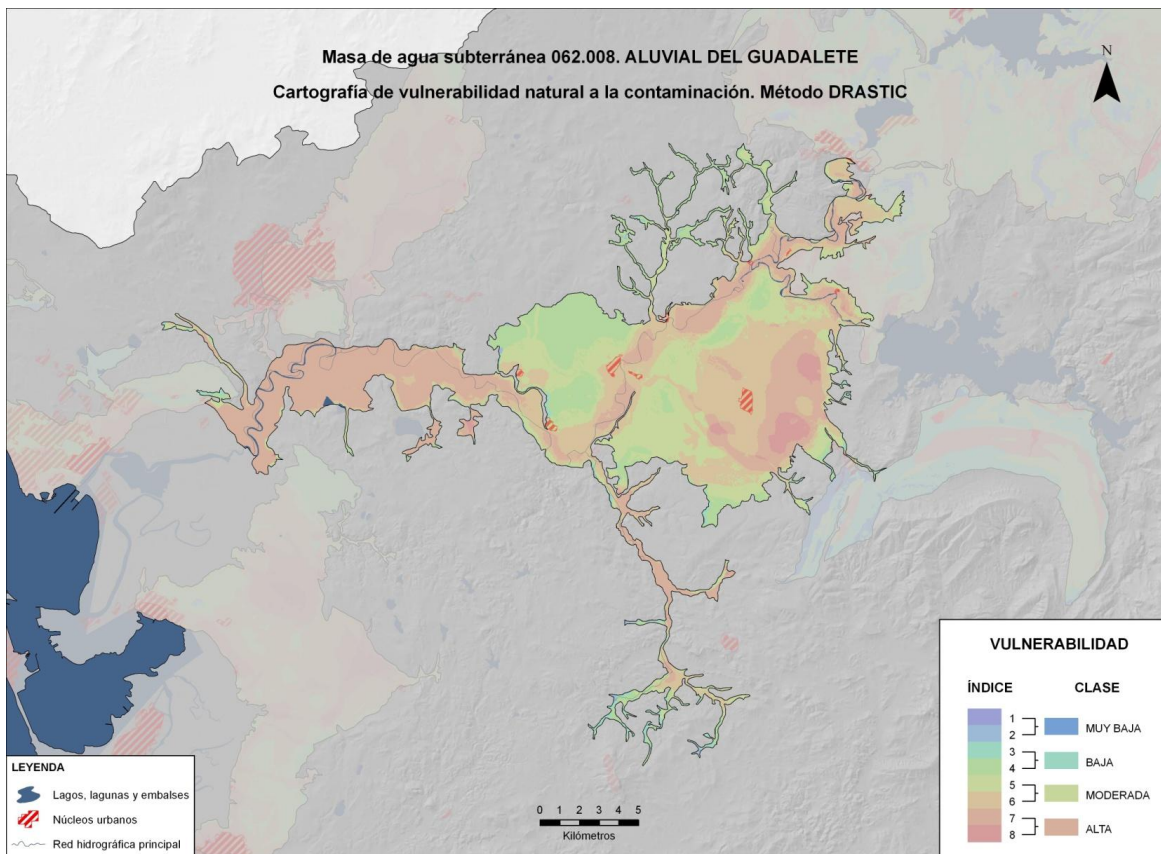 Masa de agua subterránea 062.008. ALUVIAL DEL GUADALETE
Cartografía de vulnerabilidad natural a la contaminación. Método DRASTIC
N
VULNERABILIDAD
ÍNDICE CLASE
1
2
MUY BAJA
3
4
BAJA
5
6
MODERADA
7
8
ALTA
LEYENDA
Lagos, lagunas y embalses
Núcleos urbanos
Red hidrográfica principal
0 1 2 3 4 5
Kilómetros